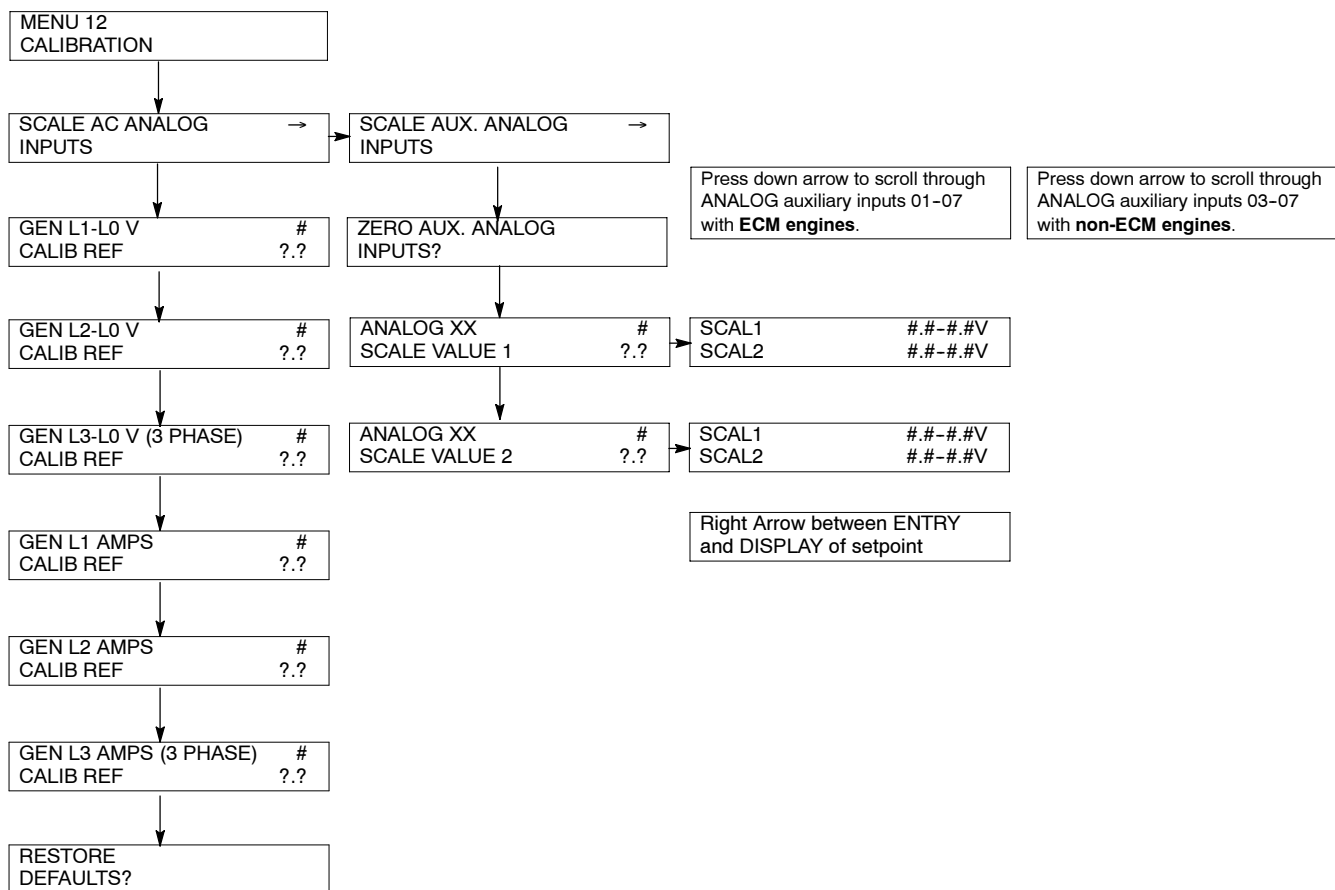 MENU 12
CALIBRATION
SCALE AC ANALOG →
INPUTS
GEN L1-L0 V #
CALIB REF ?.?
GEN L2-L0 V #
CALIB REF ?.?
GEN L3-L0 V (3 PHASE) #
CALIB REF ?.?
GEN L1 AMPS #
CALIB REF ?.?
GEN L2 AMPS #
CALIB REF ?.?
GEN L3 AMPS (3 PHASE) #
CALIB REF ?.?
RESTORE
DEFAULTS?
SCALE AUX. ANALOG →
INPUTS
ZERO AUX. ANALOG
INPUTS?
ANALOG XX #
SCALE VALUE 1 ?.?
ANALOG XX #
SCALE VALUE 2 ?.?
Press down arrow to scroll through
ANALOG auxiliary inputs 01-07
with ECM engines.
SCAL1 #.#-#.#V
SCAL2 #.#-#.#V
SCAL1 #.#-#.#V
SCAL2 #.#-#.#V
Right Arrow between ENTRY
and DISPLAY of setpoint
Press down arrow to scroll through
ANALOG auxiliary inputs 03-07
with non-ECM engines.